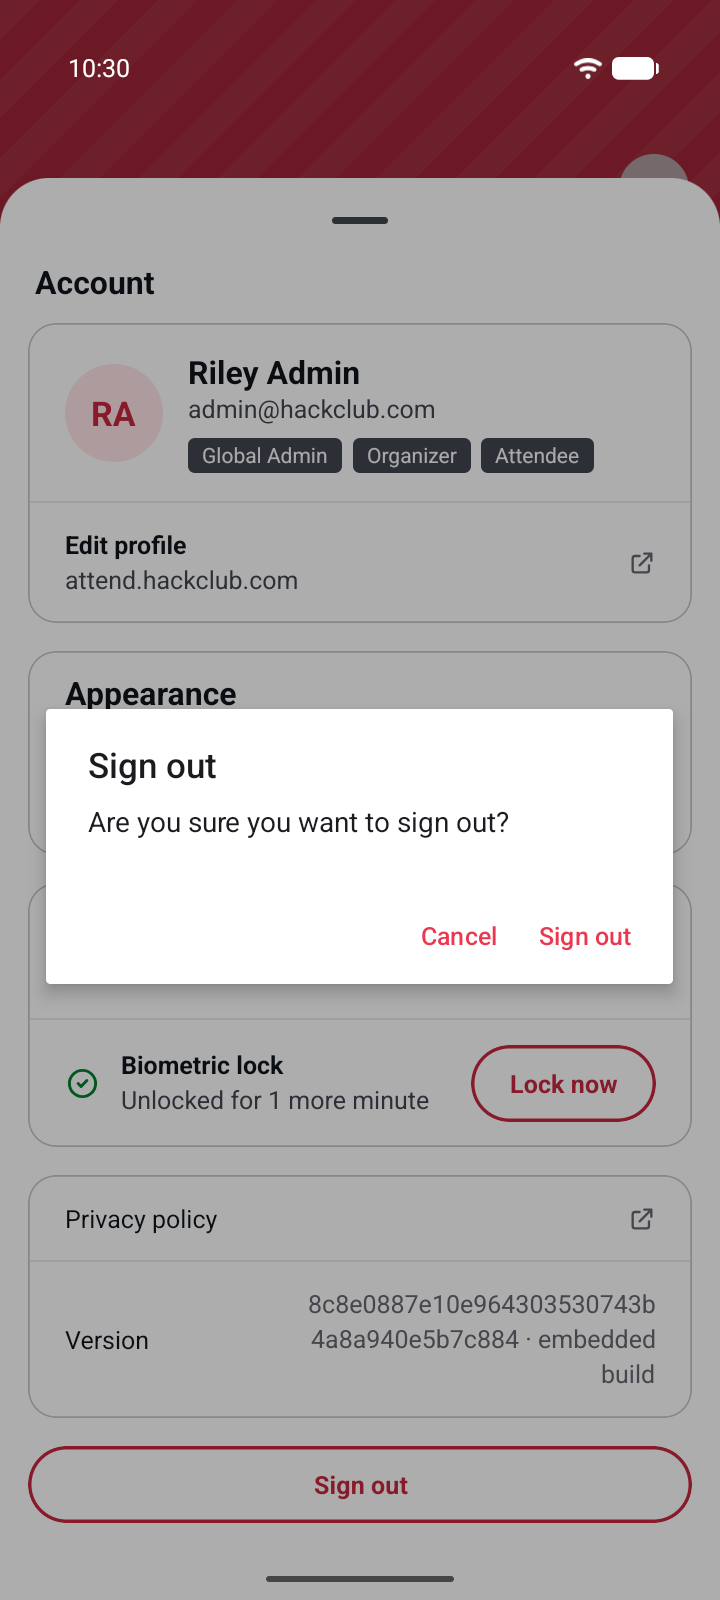 10:30
Account
RA
Riley Admin
admin@hackclub.com
Global Admin
Organizer
Attendee
Edit profile
attend.hackclub.com
Appearance
Sign out
Are you sure you want to sign out?
Cancel
Sign out
Biometric lock
Unlocked for 1 more minute
Lock now
Privacy policy
Version
8c8e0887e10e964303530743b
4a8a940e5b7c884 · embedded
build
Sign out